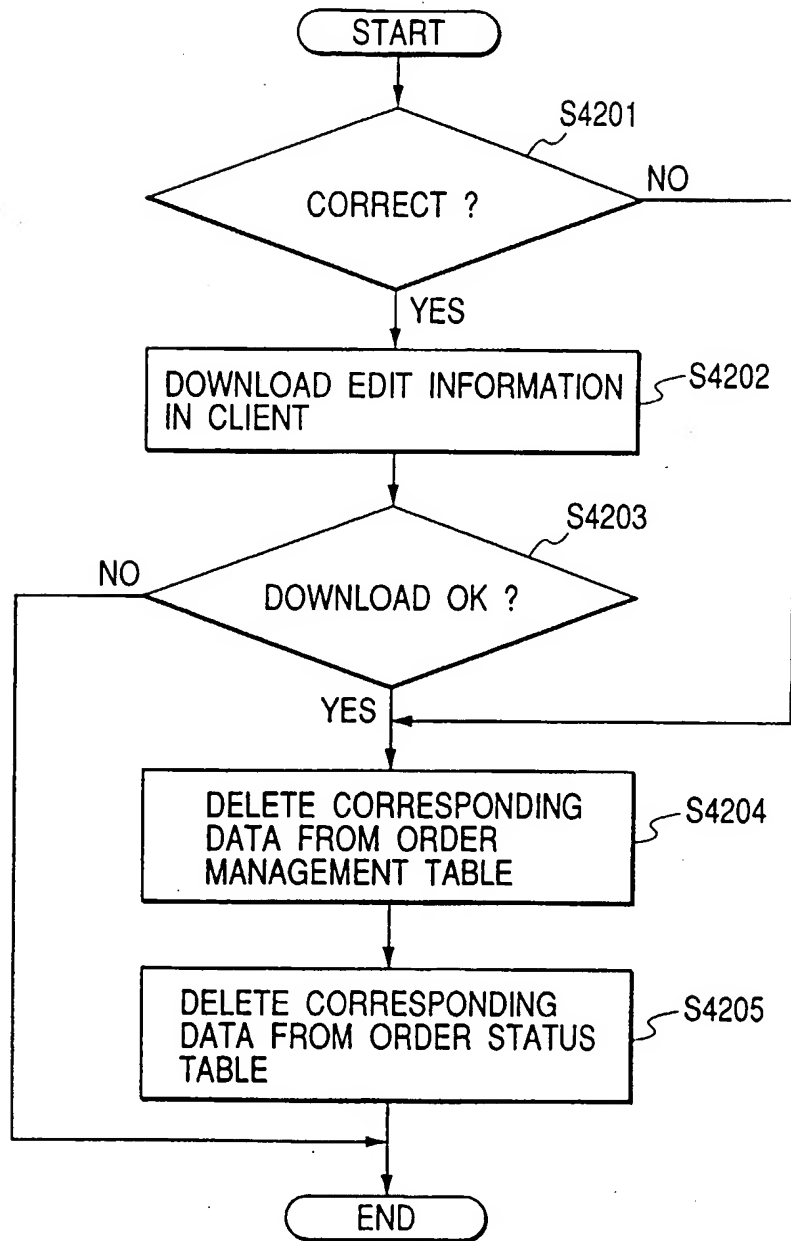 START
S4201
CORRECT ?
NO
YES
DOWNLOAD EDIT INFORMATION
IN CLIENT
S4202
S4203
NO
DOWNLOAD OK ?
YES
DELETE CORRESPONDING
DATA FROM ORDER
MANAGEMENT TABLE
S4204
DELETE CORRESPONDING
DATA FROM ORDER STATUS
TABLE
S4205
END